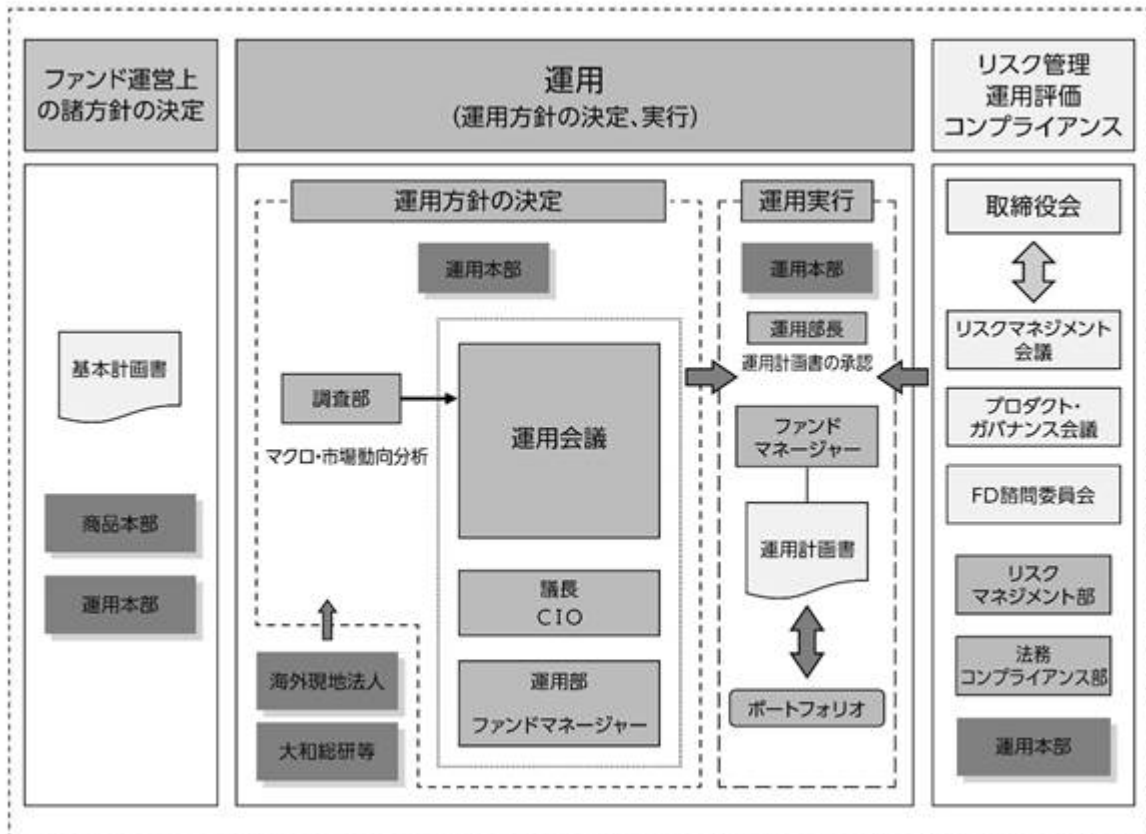 ファンド運営上
の諸方針の決定
運用
(運用方針の決定、実行)
リスク管理
運用評価
コンプライアンス
基本計画書
商品本部
運用本部
運用方針の決定
運用本部
調査部
マクロ・市場動向分析
運用会議
議長
CIO
運用部
ファンドマネージャー
海外現地法人
大和総研等
運用実行
運用本部
運用部長
運用計画書の承認
ファンド
マネージャー
運用計画書
ポートフォリオ
取締役会
リスクマネジメント
会議
プロダクト・
ガバナンス会議
FD諮問委員会
リスク
マネジメント部
法務
コンプライアンス部
運用本部